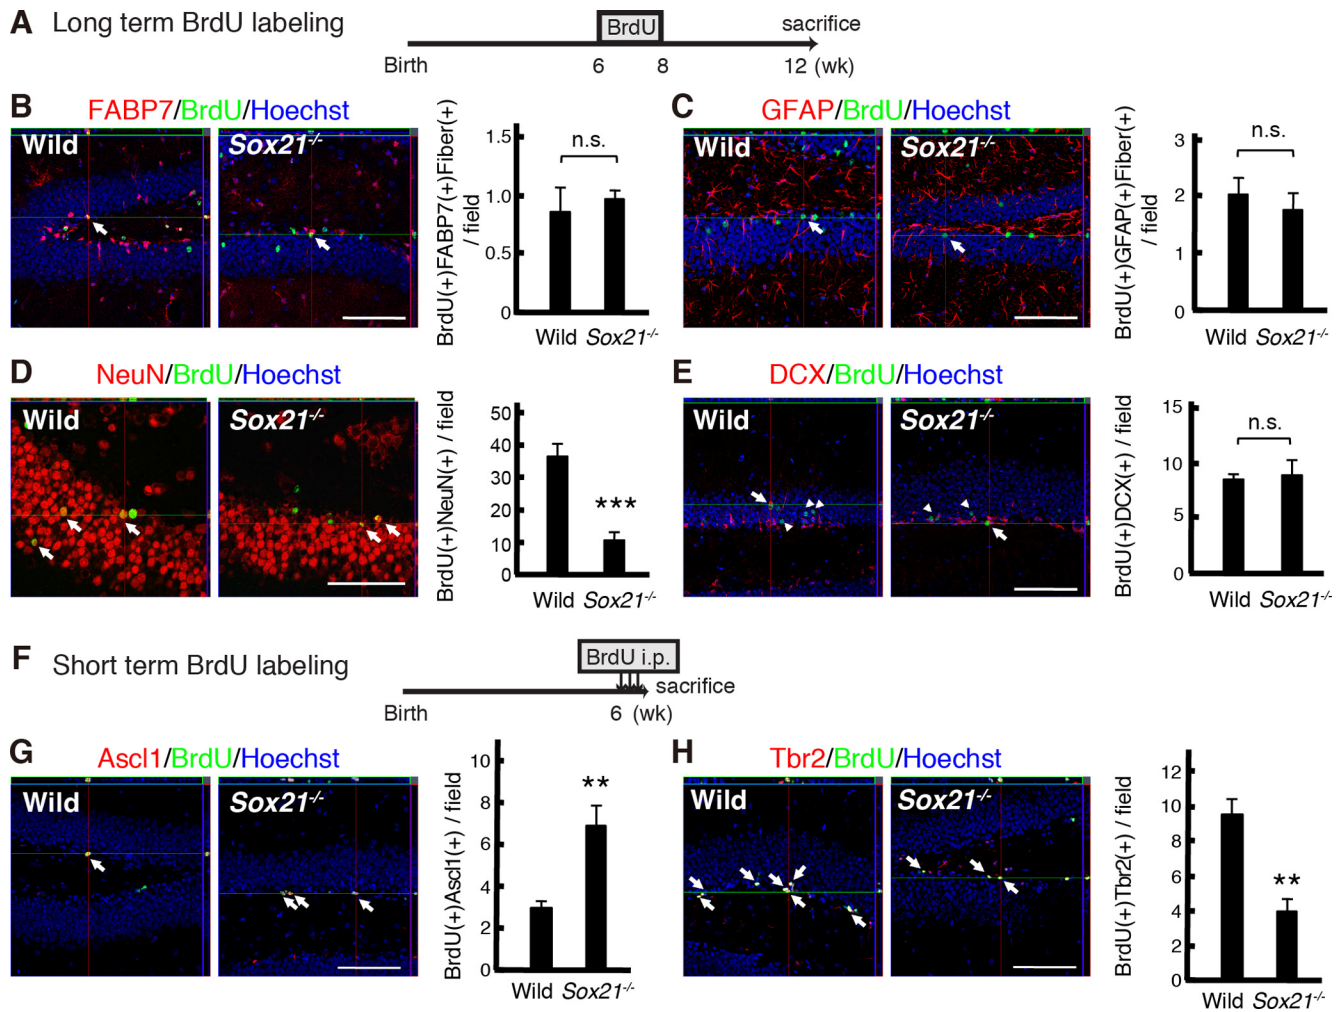 A Long term BrdU labeling
BrdU
sacrifice
Birth 6 8 12 (wk)
B FABP7/BrdU/Hoechst
Wild
Sox21-/-
BrdU(+)FABP7(+)Fiber(+)
/ field
1.5
1.0
0.5
0
n.s.
Wild Sox21-/-
C GFAP/BrdU/Hoechst
Wild
Sox21-/-
BrdU(+)GFAP(+)Fiber(+)
/ field
3
2
1
0
n.s.
Wild Sox21-/-
D NeuN/BrdU/Hoechst
Wild
Sox21-/-
BrdU(+)NeuN(+) / field
50
40
30
20
10
0
***
Wild Sox21-/-
E DCX/BrdU/Hoechst
Wild
Sox21-/-
BrdU(+)DCX(+) / field
15
10
5
0
n.s.
Wild Sox21-/-
F Short term BrdU labeling
BrdU i.p.
sacrifice
Birth 6 (wk)
G Ascl1/BrdU/Hoechst
Wild
Sox21-/-
BrdU(+)Ascl1(+) / field
10
8
6
4
2
0
**
Wild Sox21-/-
H Tbr2/BrdU/Hoechst
Wild
Sox21-/-
BrdU(+)Tbr2(+) / field
12
10
8
6
4
2
0
**
Wild Sox21-/-